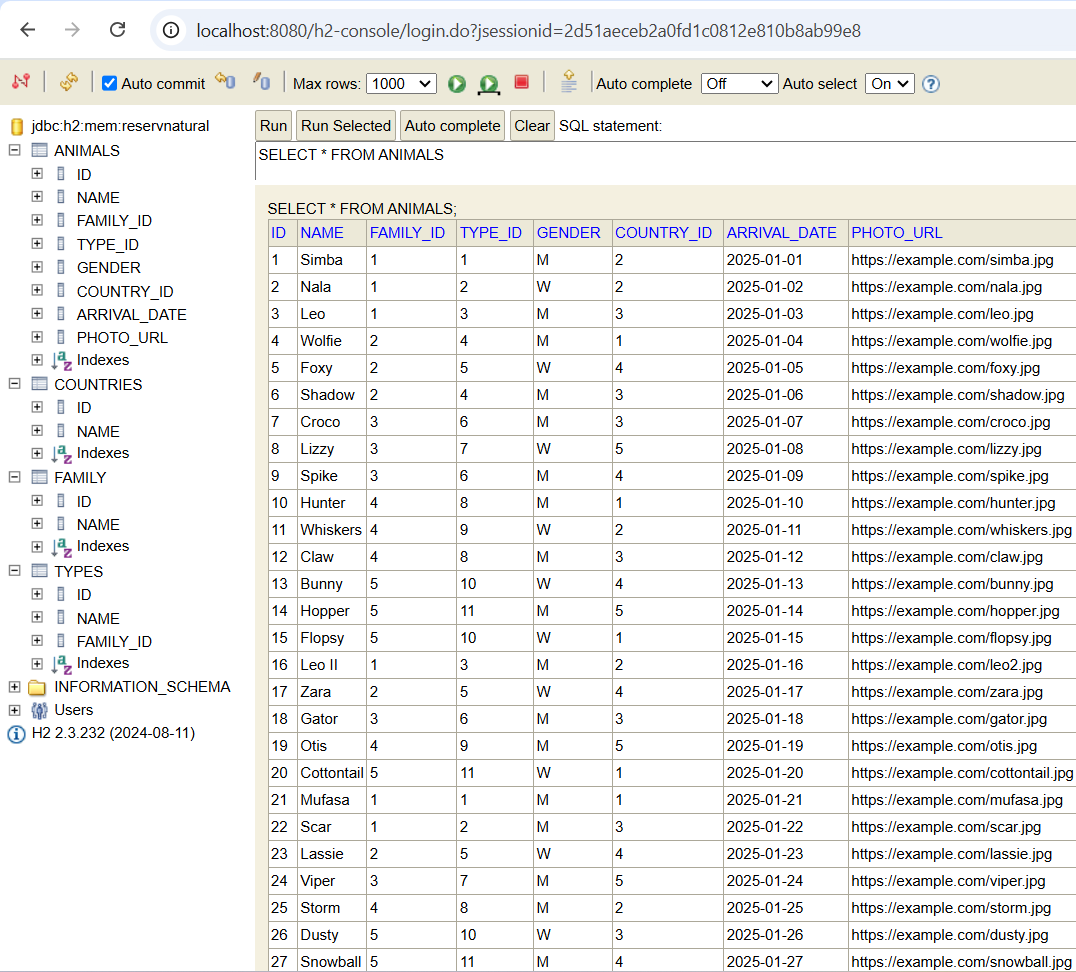 localhost:8080/h2-console/login.do?jsessionid=2d51aeceb2a0fd1c0812e810b8ab99e8
Auto commit Max rows: 1000 Auto complete Off Auto select On ?
jdbc:h2:mem:reservnatural
ANIMALS
ID
NAME
FAMILY_ID
TYPE_ID
GENDER
COUNTRY_ID
ARRIVAL_DATE
PHOTO_URL
Indexes
COUNTRIES
ID
NAME
Indexes
FAMILY
ID
NAME
Indexes
TYPES
ID
NAME
FAMILY_ID
Indexes
INFORMATION_SCHEMA
Users
H2 2.3.232 (2024-08-11)
Run Run Selected Auto complete Clear SQL statement:
SELECT * FROM ANIMALS
SELECT * FROM ANIMALS;
ID NAME FAMILY_ID TYPE_ID GENDER COUNTRY_ID ARRIVAL_DATE PHOTO_URL
1 Simba 1 1 M 2 2025-01-01 https://example.com/simba.jpg
2 Nala 1 2 W 2 2025-01-02 https://example.com/nala.jpg
3 Leo 1 3 M 3 2025-01-03 https://example.com/leo.jpg
4 Wolfie 2 4 M 1 2025-01-04 https://example.com/wolfie.jpg
5 Foxy 2 5 W 4 2025-01-05 https://example.com/foxy.jpg
6 Shadow 2 4 M 3 2025-01-06 https://example.com/shadow.jpg
7 Croco 3 6 M 3 2025-01-07 https://example.com/croco.jpg
8 Lizzy 3 7 W 5 2025-01-08 https://example.com/lizzy.jpg
9 Spike 3 6 M 4 2025-01-09 https://example.com/spike.jpg
10 Hunter 4 8 M 1 2025-01-10 https://example.com/hunter.jpg
11 Whiskers 4 9 W 2 2025-01-11 https://example.com/whiskers.jpg
12 Claw 4 8 M 3 2025-01-12 https://example.com/claw.jpg
13 Bunny 5 10 W 4 2025-01-13 https://example.com/bunny.jpg
14 Hopper 5 11 M 5 2025-01-14 https://example.com/hopper.jpg
15 Flopsy 5 10 W 1 2025-01-15 https://example.com/flopsy.jpg
16 Leo II 1 3 M 2 2025-01-16 https://example.com/leo2.jpg
17 Zara 2 5 W 4 2025-01-17 https://example.com/zara.jpg
18 Gator 3 6 M 3 2025-01-18 https://example.com/gator.jpg
19 Otis 4 9 M 5 2025-01-19 https://example.com/otis.jpg
20 Cottontail 5 11 W 1 2025-01-20 https://example.com/cottontail.jpg
21 Mufasa 1 1 M 1 2025-01-21 https://example.com/mufasa.jpg
22 Scar 1 2 M 3 2025-01-22 https://example.com/scar.jpg
23 Lassie 2 5 W 4 2025-01-23 https://example.com/lassie.jpg
24 Viper 3 7 M 5 2025-01-24 https://example.com/viper.jpg
25 Storm 4 8 M 2 2025-01-25 https://example.com/storm.jpg
26 Dusty 5 10 W 3 2025-01-26 https://example.com/dusty.jpg
27 Snowball 5 11 M 4 2025-01-27 https://example.com/snowball.jpg